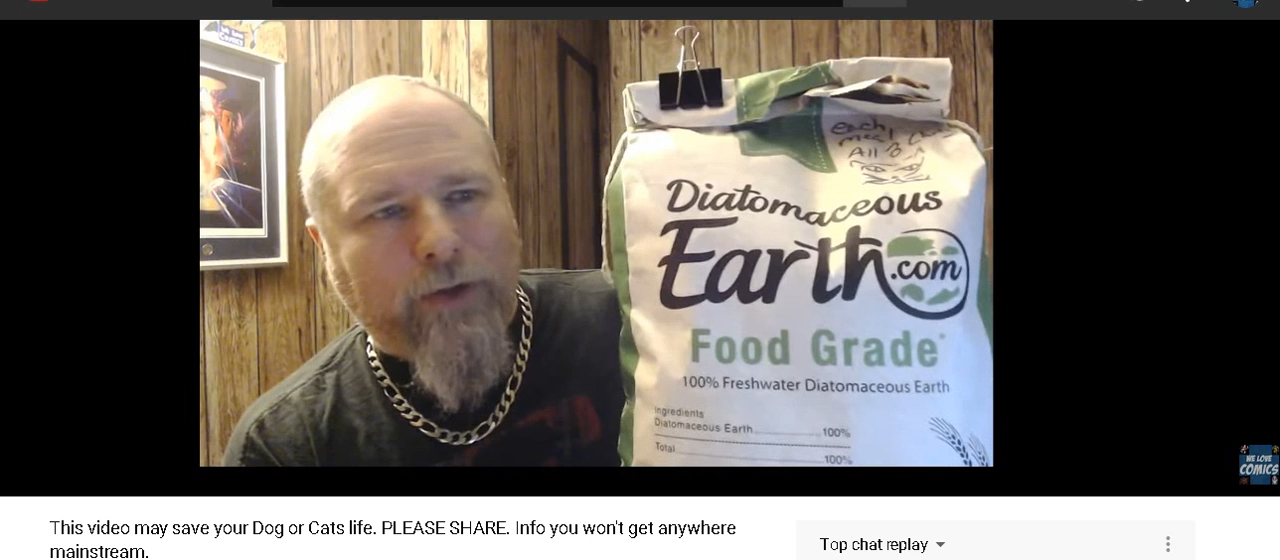 each
All
Diatomaceous
Earth.com
Food Grade
100% Freshwater Diatomaceous Earth
Ingredients
Diatomaceous Earth 100%
Total 100%
WE LOVE
COMICS
This video may save your Dog or Cats life. PLEASE SHARE. Info you won't get anywhere
mainstream.
Top chat replay